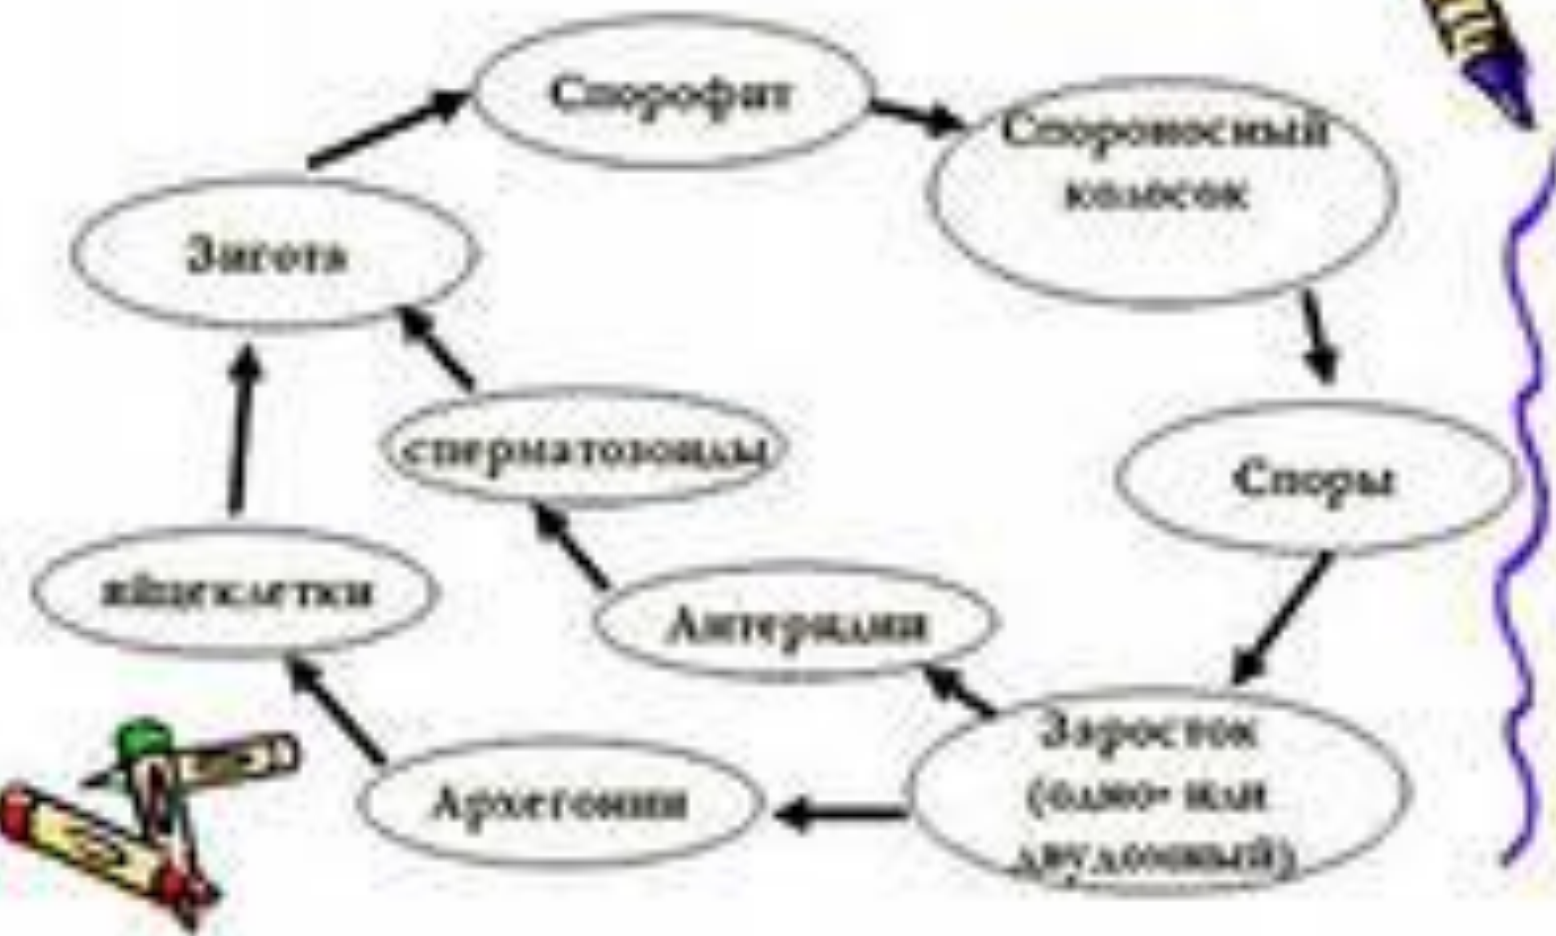 Спорофит
Спороносный
колосок
Зигота
сперматозоиды
Споры
яйцеклетки
Антеридии
Заросток
(одно- или
двудомный)
Архегонии